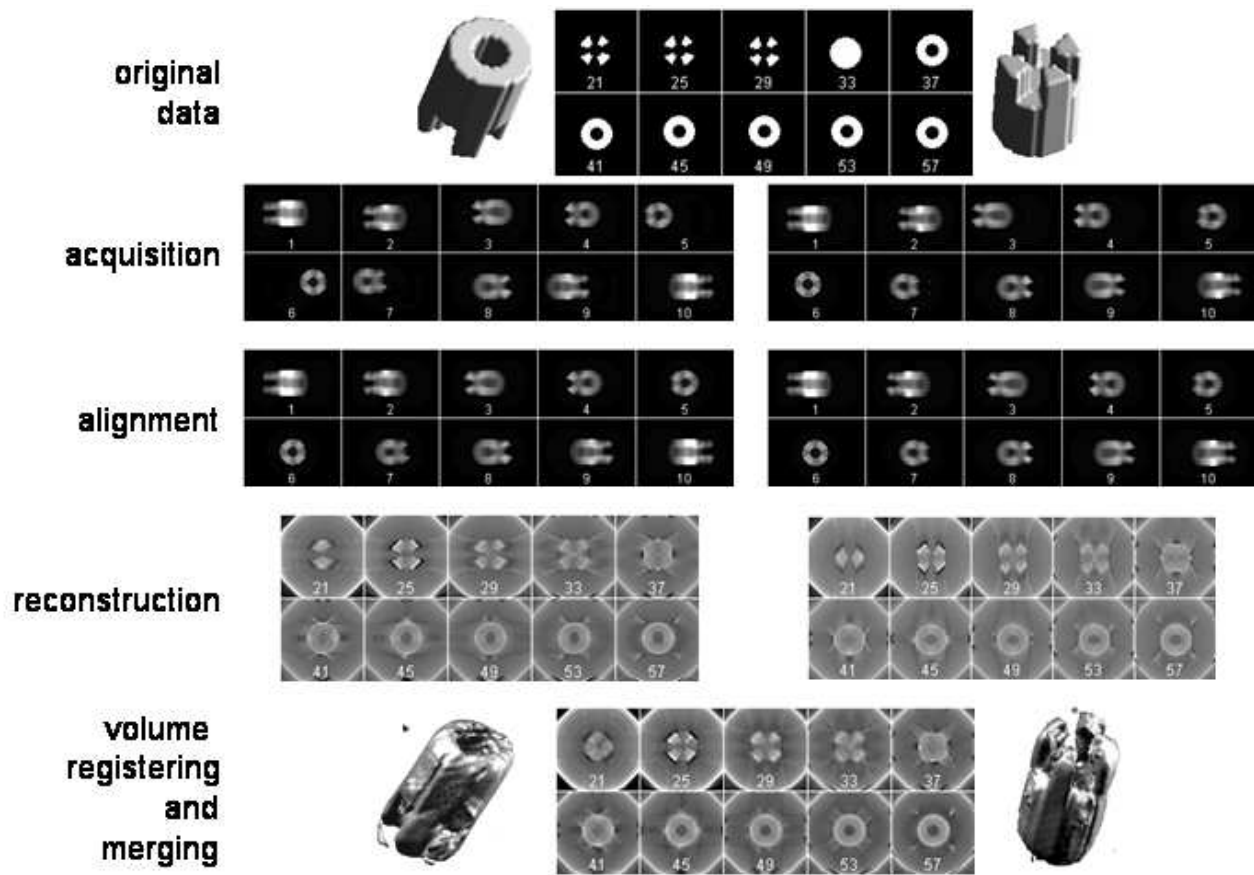 original
data
21 25 29 33 37
41 45 49 53 57
acquisition
1 2 3 4 5 1 2 3 4 5
6 7 8 9 10 6 7 8 9 10
alignment
1 2 3 4 5 1 2 3 4 5
6 7 8 9 10 6 7 8 9 10
reconstruction
21 25 29 33 37 21 25 29 33 37
41 45 49 53 57 41 45 49 53 57
volume
registering
and
merging
21 25 29 33 37
41 45 49 53 57